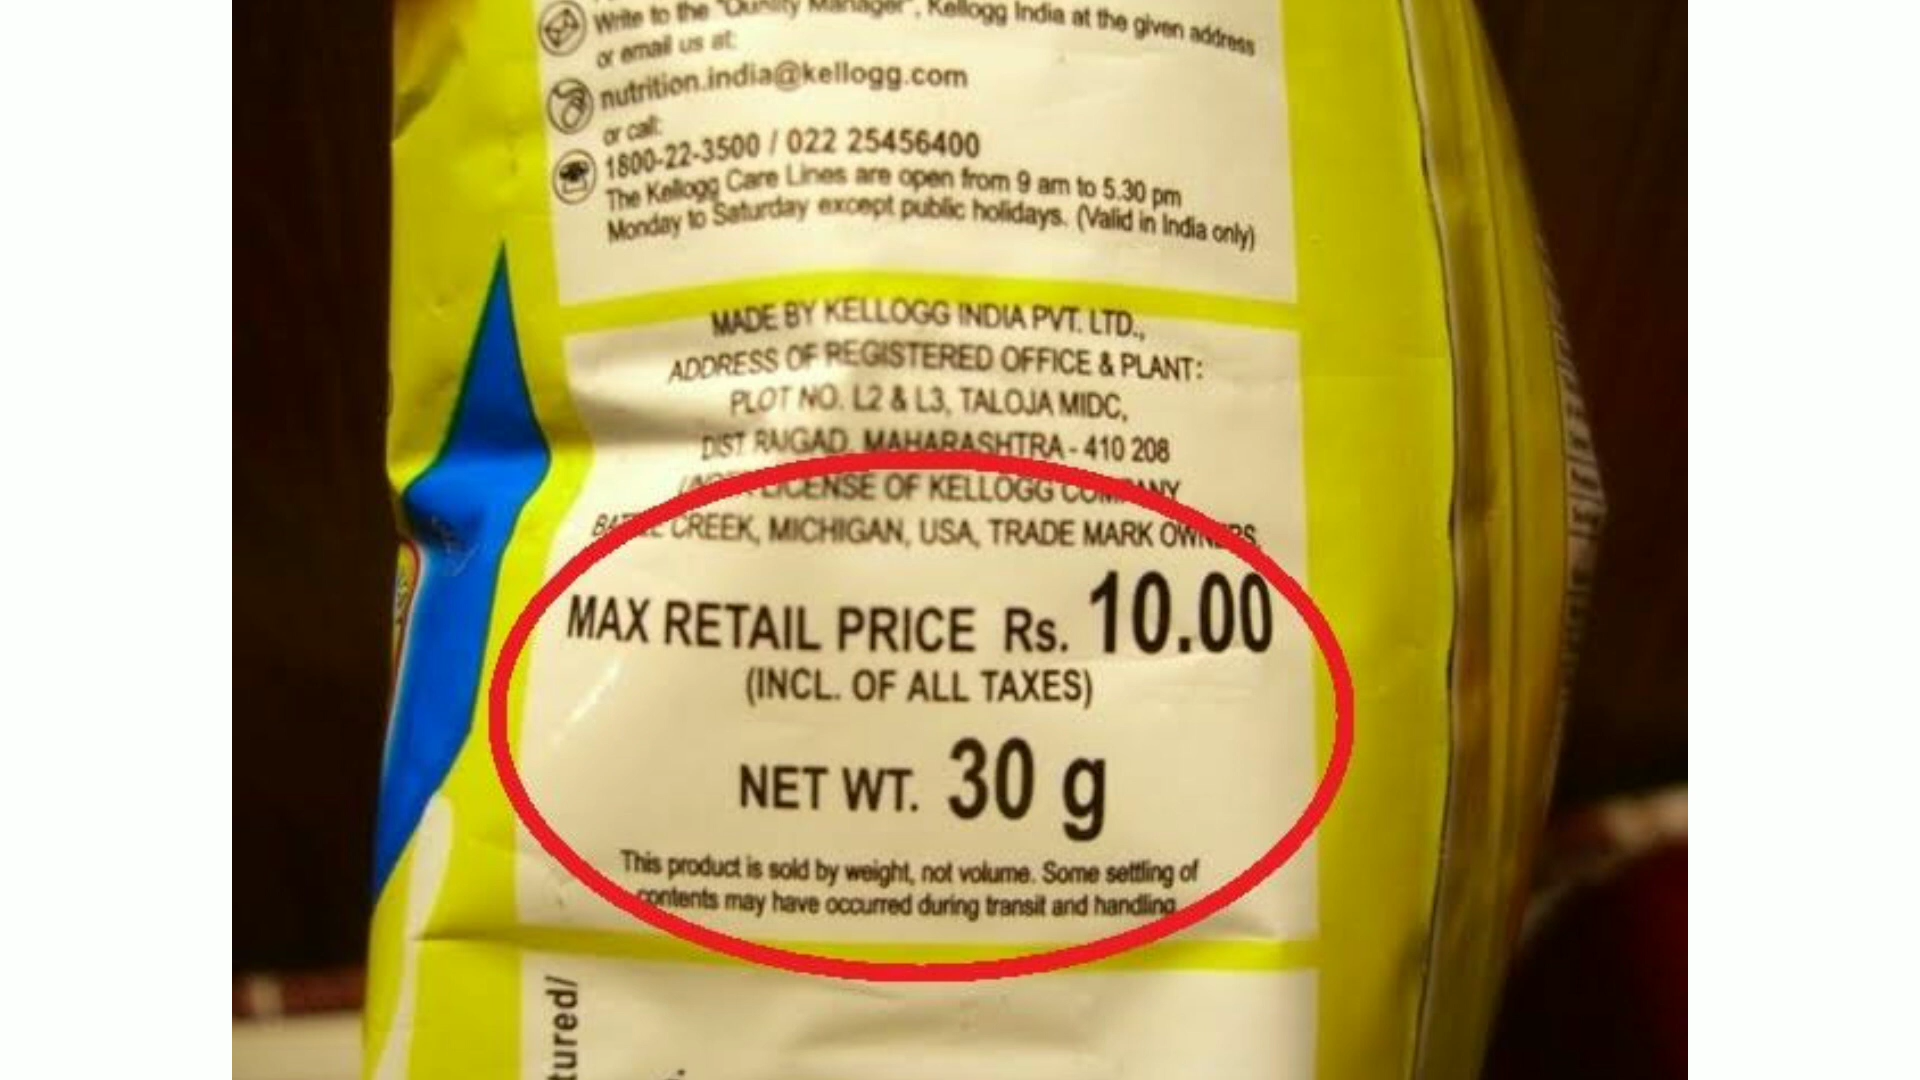 Write to the "Quality Manager", Kellogg India at the given address
or email us at:
nutrition.india@kellogg.com
or call:
1800-22-3500 / 022 25456400
The Kellogg Care Lines are open from 9 am to 5.30 pm
Monday to Saturday except public holidays. (Valid in India only)
MADE BY KELLOGG INDIA PVT. LTD.,
ADDRESS OF REGISTERED OFFICE & PLANT:
PLOT NO. L2 & L3, TALOJA MIDC,
DIST. RAIGAD, MAHARASHTRA - 410 208
UNDER LICENSE OF KELLOGG COMPANY
BATTLE CREEK, MICHIGAN, USA, TRADE MARK OWNERS.
MAX RETAIL PRICE Rs. 10.00
(INCL. OF ALL TAXES)
NET WT. 30 g
This product is sold by weight, not volume. Some settling of
contents may have occurred during transit and handling
tured/